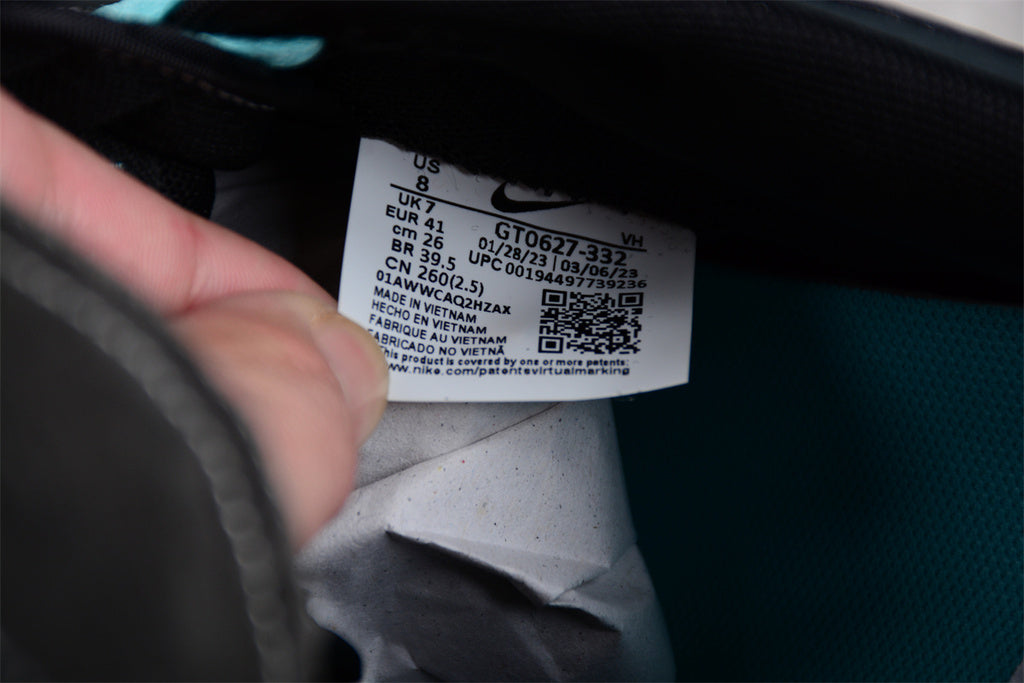 US
8
UK 7
EUR 41
cm 26
BR 39.5
CN 260(2.5)
01AWWCAQ2HZAX
MADE IN VIETNAM
HECHO EN VIETNAM
FABRIQUE AU VIETNAM
FABRICADO NO VIETNÃ
This product is covered by one or more patents:
www.nike.com/patentsvirtualmarking
VH
GT0627-332
01/28/23 | 03/06/23
UPC 00194497739236